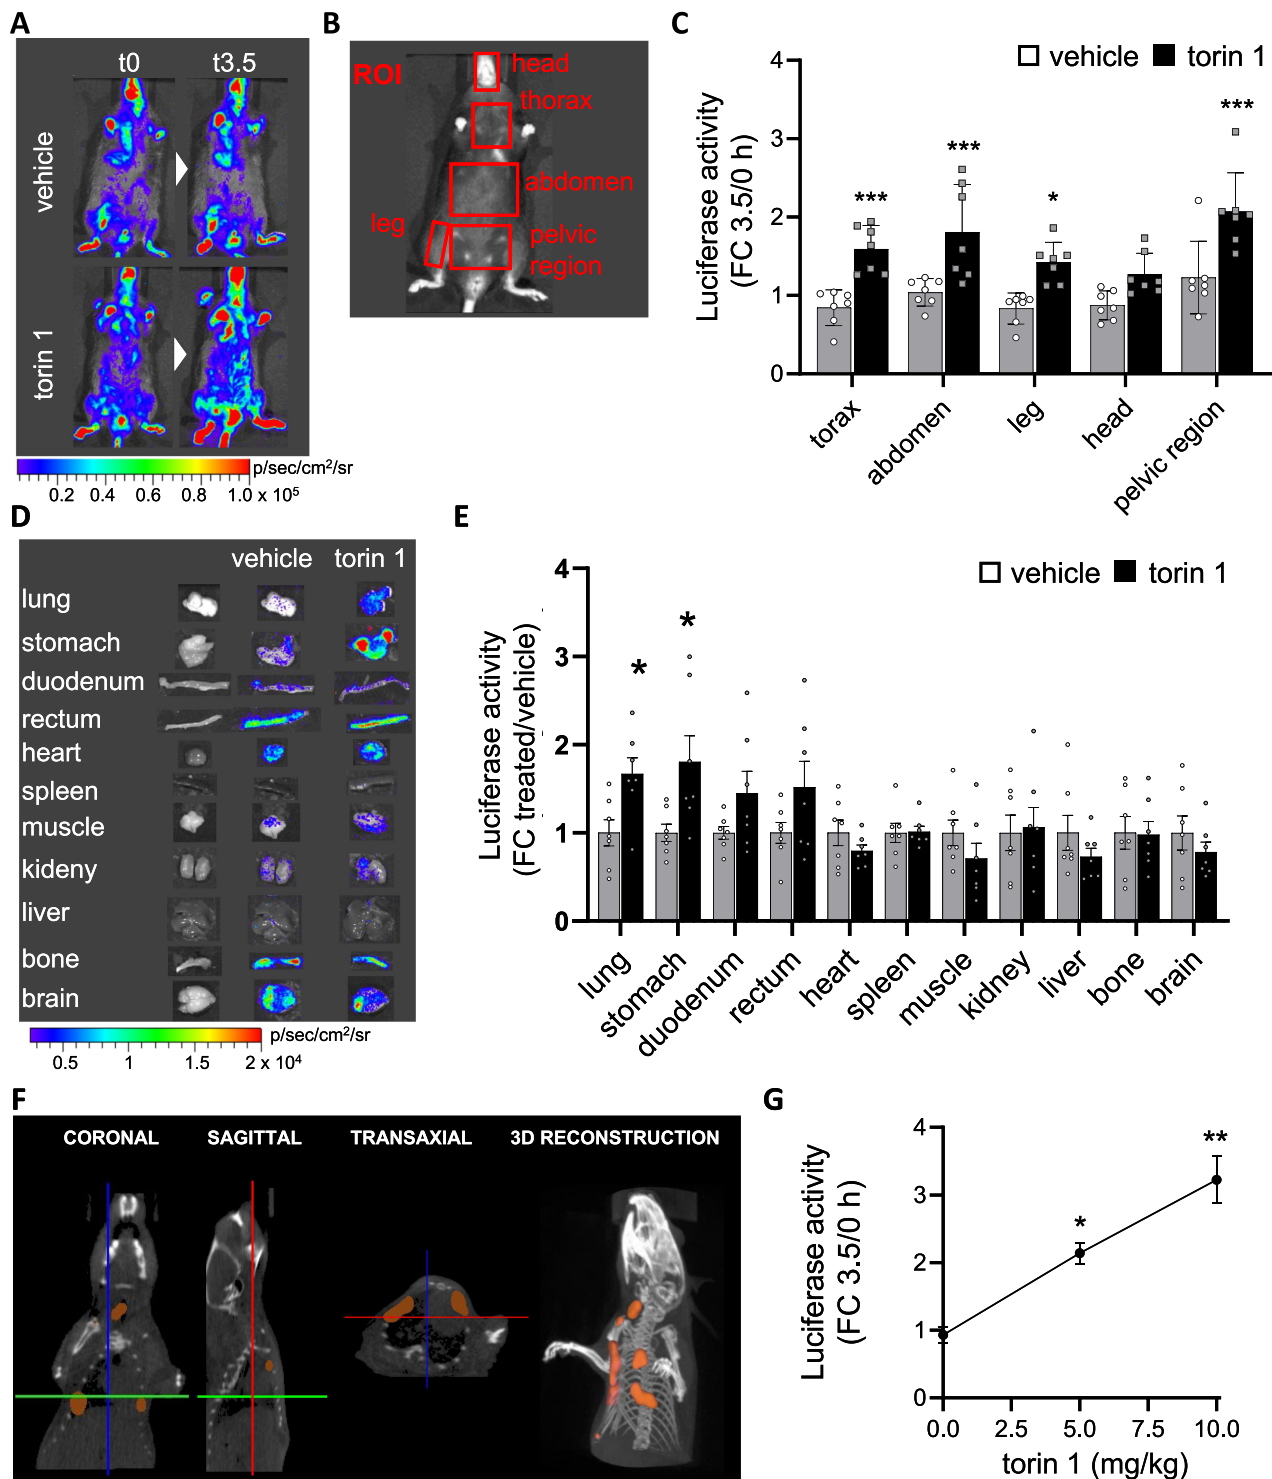 A
t0 t3.5
vehicle
torin 1
p/sec/cm²/sr
0.2 0.4 0.6 0.8 1.0 x 10⁵
B
ROI
head
thorax
abdomen
leg
pelvic
region
C
vehicle torin 1
Luciferase activity
(FC 3.5/0 h)
4
3
2
1
0
*** *** * ***
torax
abdomen
leg
head
pelvic region
D
vehicle torin 1
lung
stomach
duodenum
rectum
heart
spleen
muscle
kideny
liver
bone
brain
p/sec/cm²/sr
0.5 1 1.5 2 x 10⁴
E
vehicle torin 1
Luciferase activity
(FC treated/vehicle)
4
3
2
1
0
* *
lung
stomach
duodenum
rectum
heart
spleen
muscle
kidney
liver
bone
brain
F
CORONAL SAGITTAL TRANSAXIAL 3D RECONSTRUCTION
G
Luciferase activity
(FC 3.5/0 h)
4
3
2
1
0
* **
0.0 2.5 5.0 7.5 10.0
torin 1 (mg/kg)